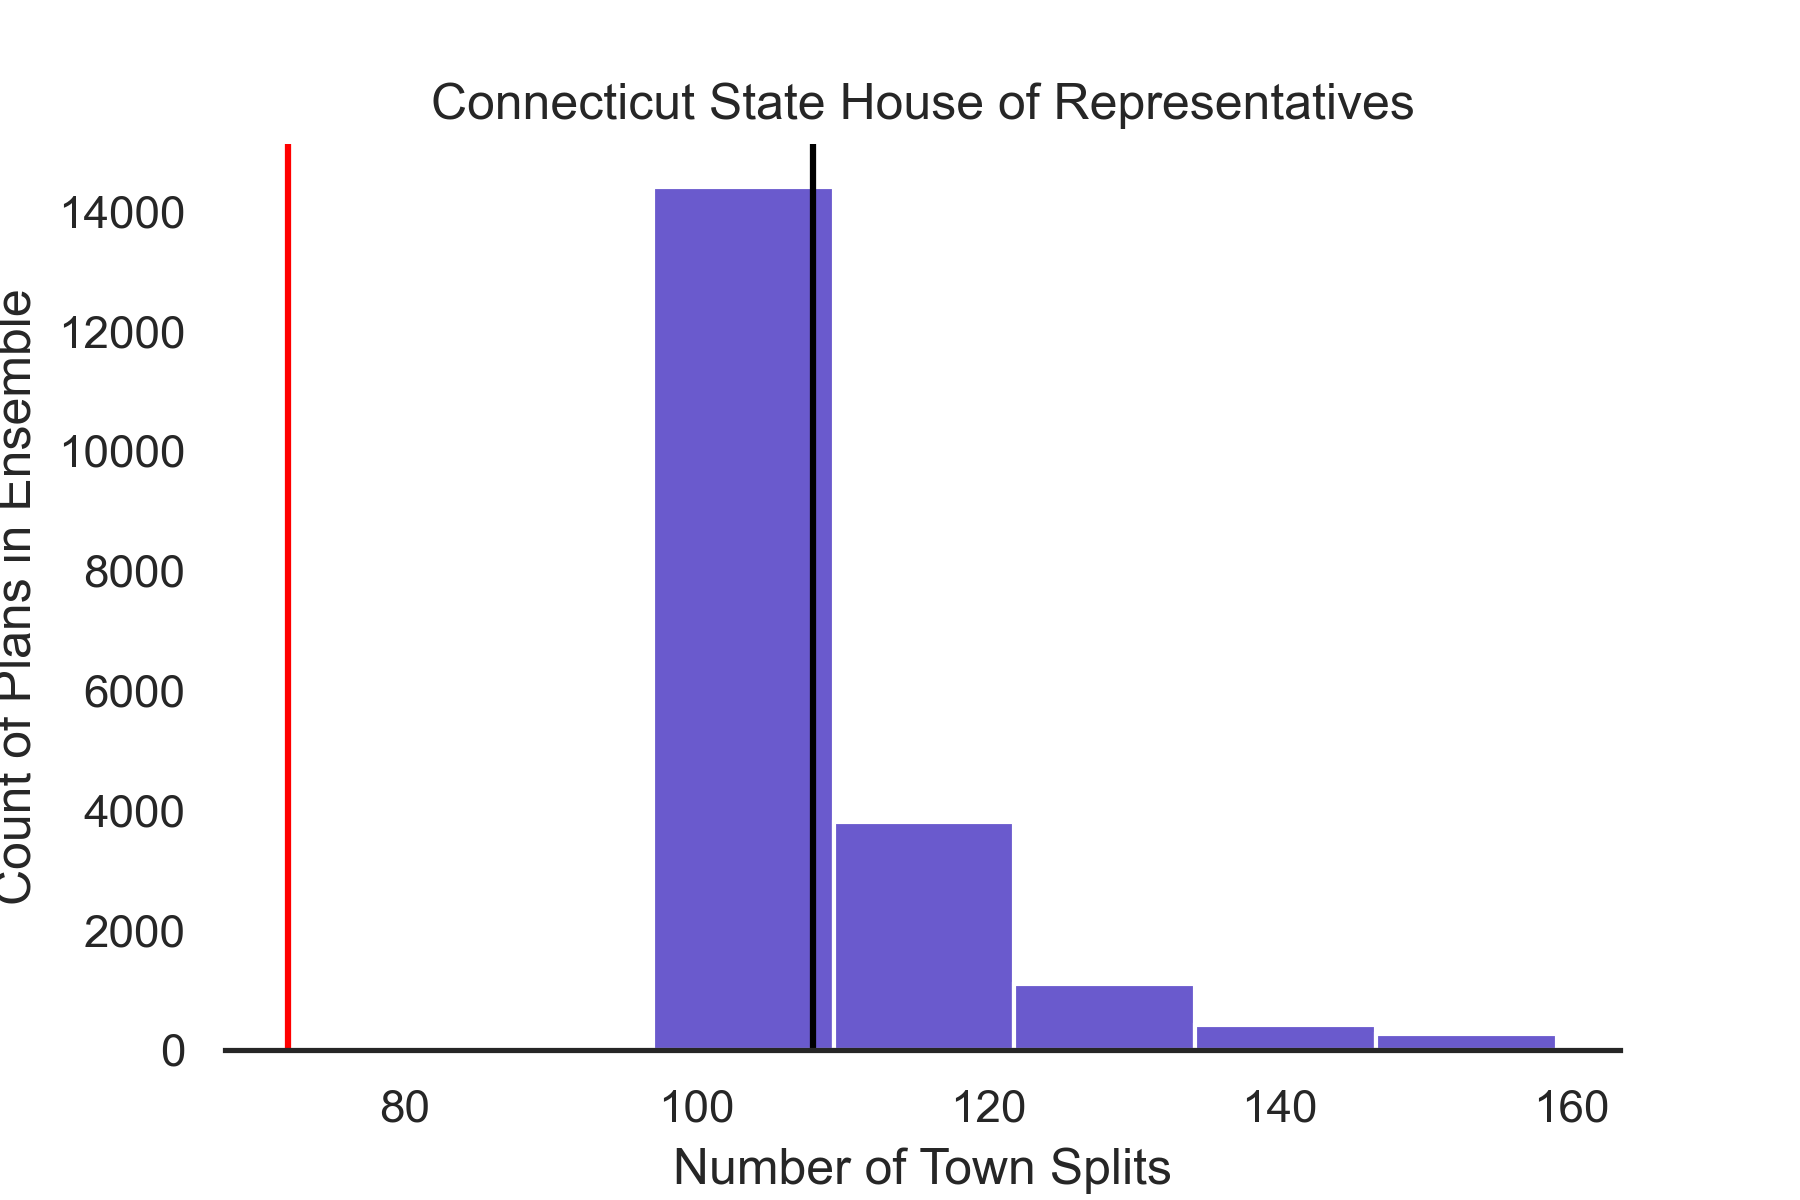 Connecticut State House of Representatives
14000
12000
10000
8000
6000
4000
2000
0
Count of Plans in Ensemble
80 100 120 140 160
Number of Town Splits